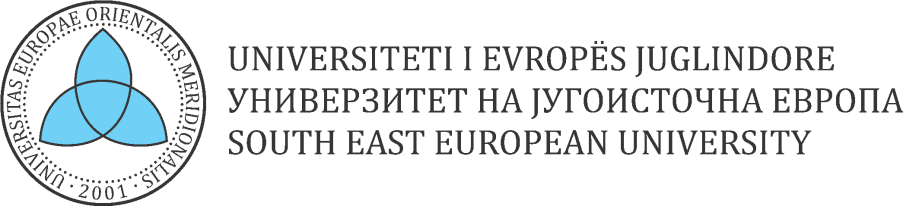 UNIVERSITAS EUROPAE ORIENTALIS MERIDIONALIS
· 2001 ·
UNIVERSITETI I EVROPËS JUGLINDORE
УНИВЕРЗИТЕТ НА ЈУГОИСТОЧНА ЕВРОПА
SOUTH EAST EUROPEAN UNIVERSITY